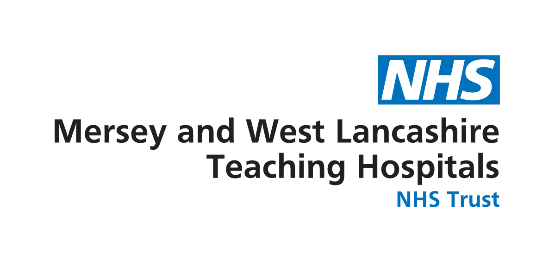 NHS
Mersey and West Lancashire
Teaching Hospitals
NHS Trust